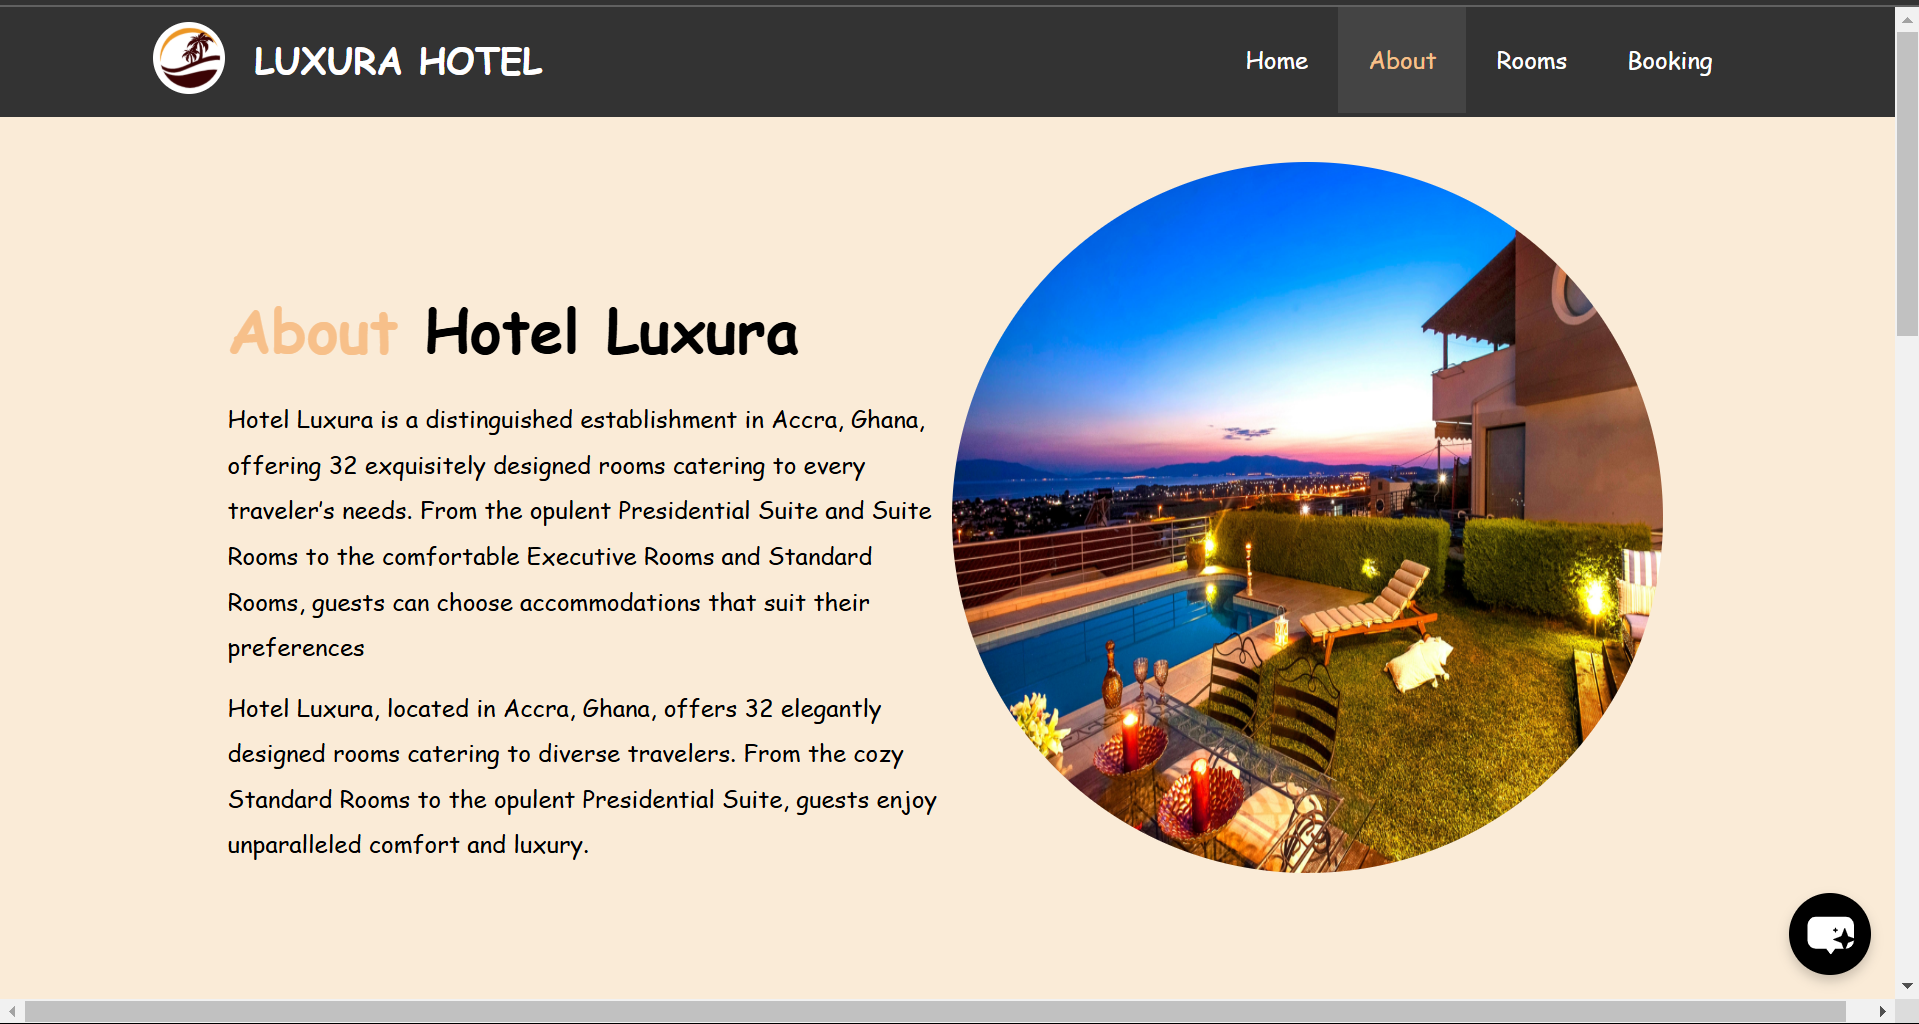 LUXURA HOTEL
Home
About
Rooms
Booking
About Hotel Luxura
Hotel Luxura is a distinguished establishment in Accra, Ghana,
offering 32 exquisitely designed rooms catering to every
traveler's needs. From the opulent Presidential Suite and Suite
Rooms to the comfortable Executive Rooms and Standard
Rooms, guests can choose accommodations that suit their
preferences
Hotel Luxura, located in Accra, Ghana, offers 32 elegantly
designed rooms catering to diverse travelers. From the cozy
Standard Rooms to the opulent Presidential Suite, guests enjoy
unparalleled comfort and luxury.